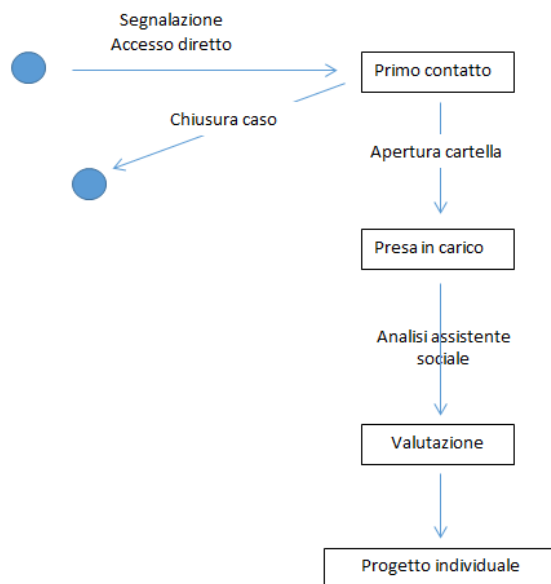 Segnalazione
Accesso diretto
Primo contatto
Chiusura caso
Apertura cartella
Presa in carico
Analisi assistente
sociale
Valutazione
Progetto individuale